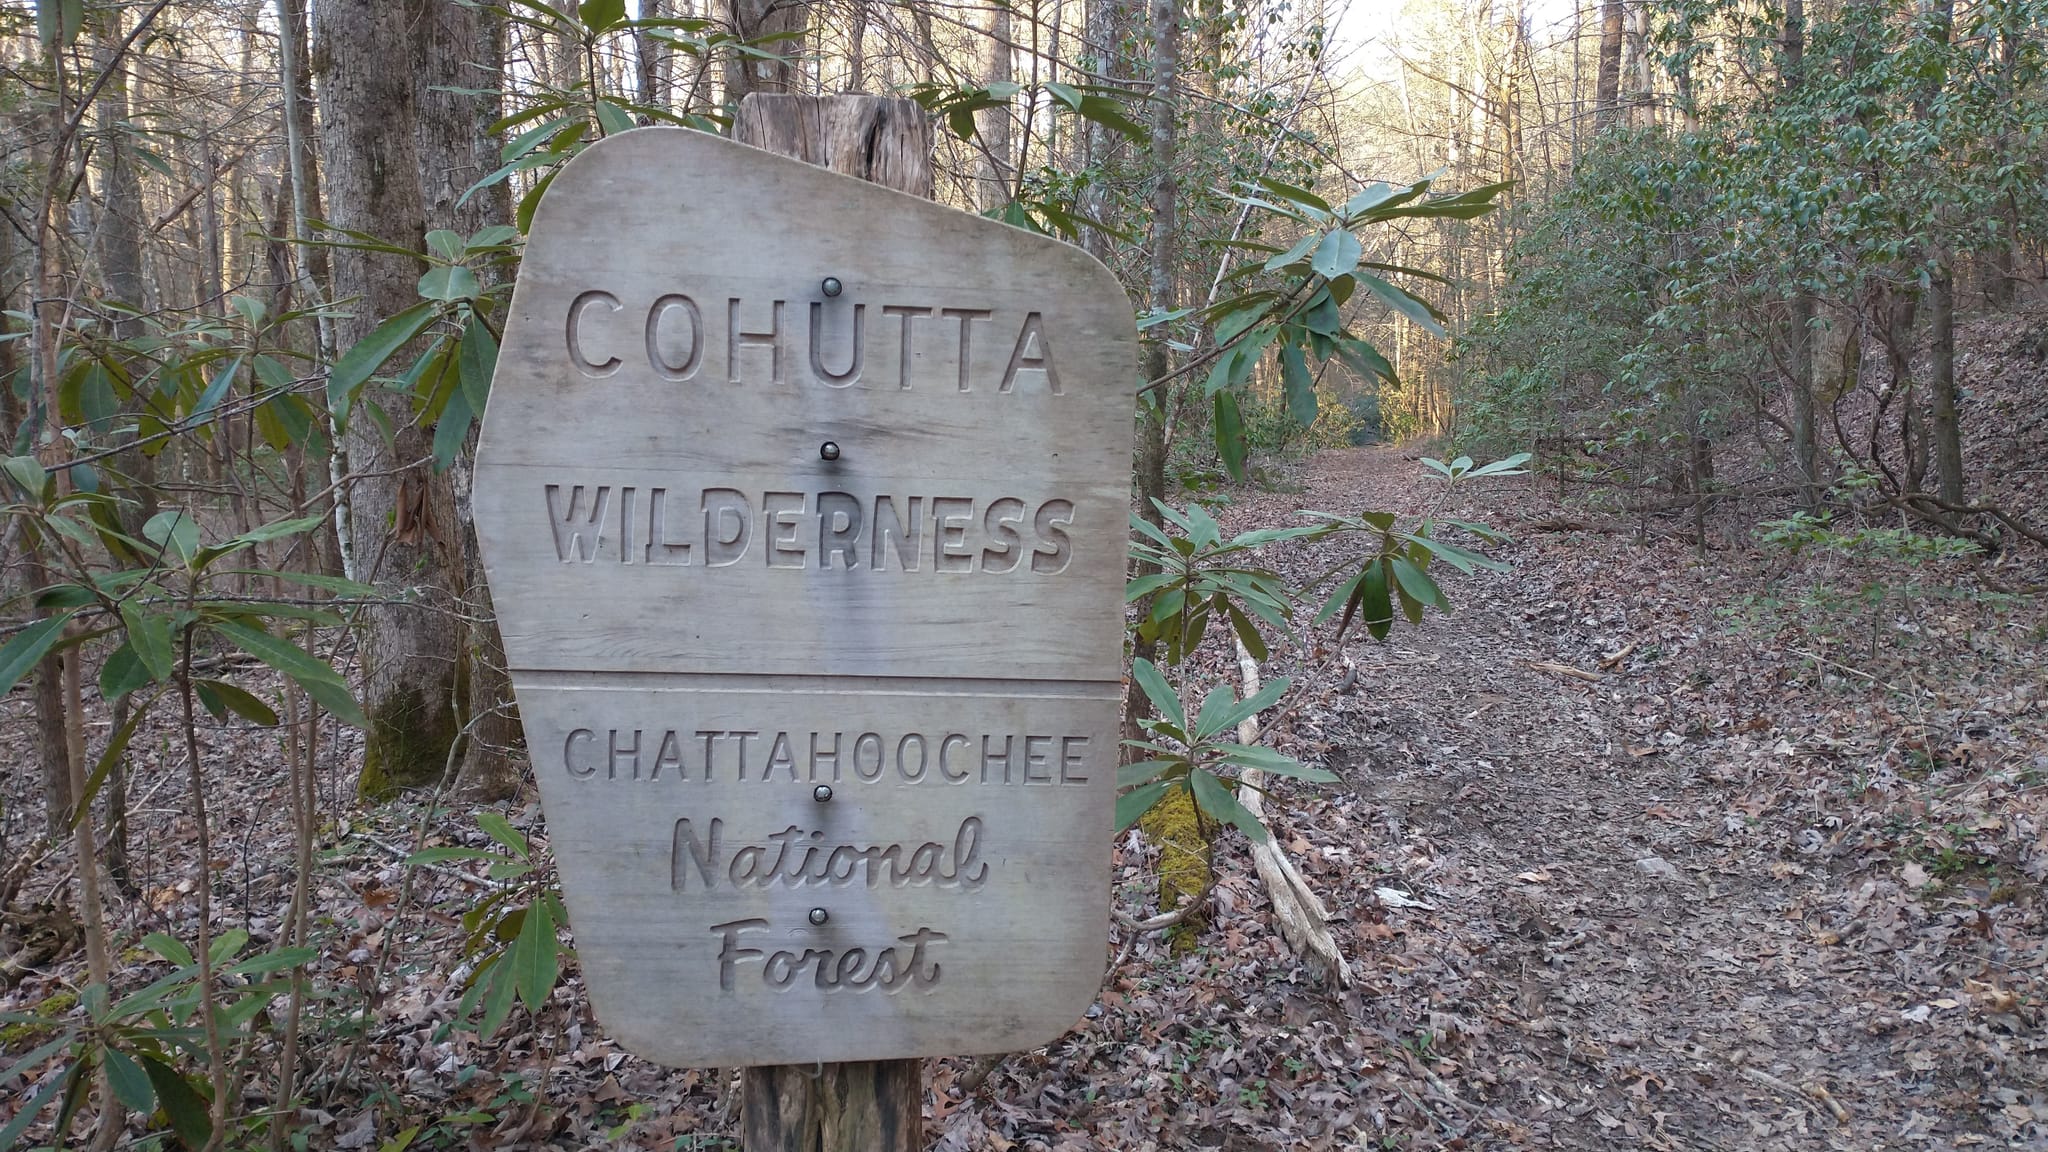 COHUTTA
WILDERNESS
CHATTAHOOCHEE
National
Forest